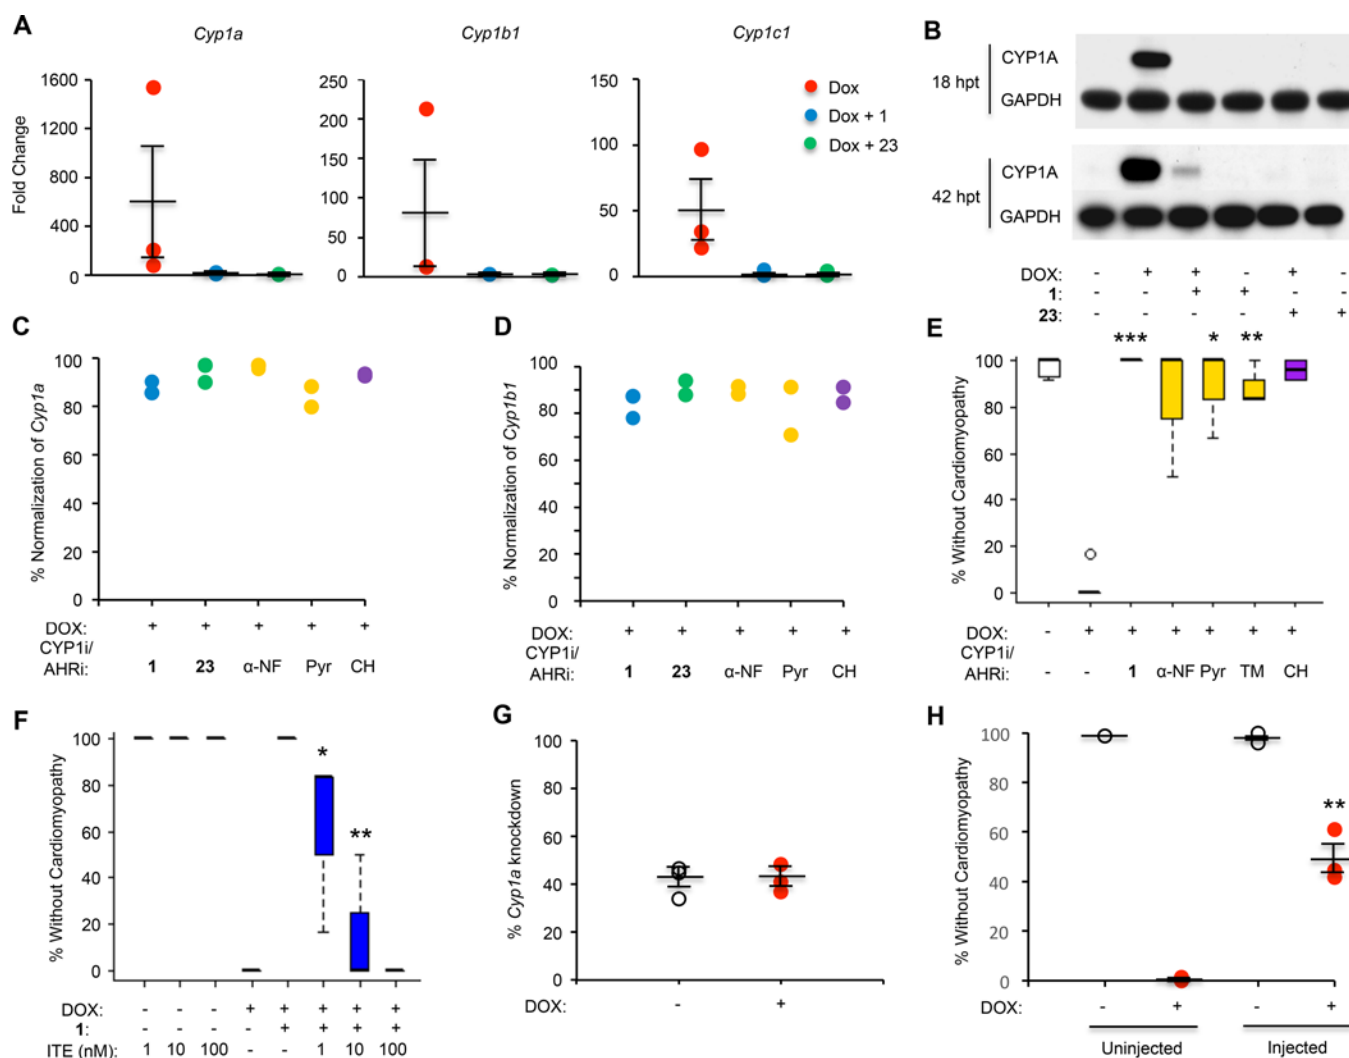 A
Cyp1a
Cyp1b1
Cyp1c1
Fold Change
1600
1200
800
400
0
250
200
150
100
50
0
150
100
50
0
Dox
Dox + 1
Dox + 23
B
18 hpt
CYP1A
GAPDH
42 hpt
CYP1A
GAPDH
DOX: - + + - + -
1: - - + + - -
23: - - - - + +
C
% Normalization of Cyp1a
100
80
60
40
20
0
DOX: + + + + +
CYP1i/
AHRi: 1 23 α-NF Pyr CH
D
% Normalization of Cyp1b1
100
80
60
40
20
0
DOX: + + + + +
CYP1i/
AHRi: 1 23 α-NF Pyr CH
E
*** * **
% Without Cardiomyopathy
100
80
60
40
20
0
DOX: - + + + + + +
CYP1i/
AHRi: - - 1 α-NF Pyr TM CH
F
* **
% Without Cardiomyopathy
100
80
60
40
20
0
DOX: - - - + + + + +
1: - - - - + + + +
ITE (nM): 1 10 100 - - 1 10 100
G
% Cyp1a knockdown
100
80
60
40
20
0
DOX: - +
H
**
% Without Cardiomyopathy
100
80
60
40
20
0
DOX: - + - +
Uninjected Injected